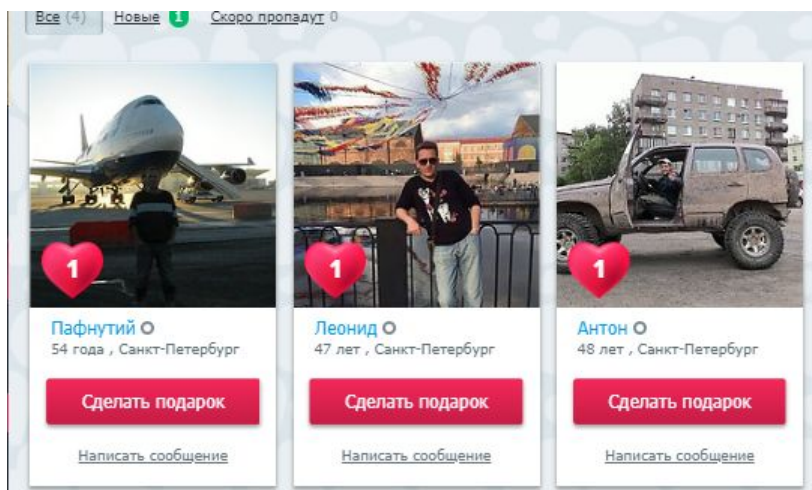 Все (4) Новые 1 Скоро пропадут 0
1 1 1
Пафнутий Леонид Антон
54 года , Санкт-Петербург 47 лет , Санкт-Петербург 48 лет , Санкт-Петербург
Сделать подарок Сделать подарок Сделать подарок
Написать сообщение Написать сообщение Написать сообщение